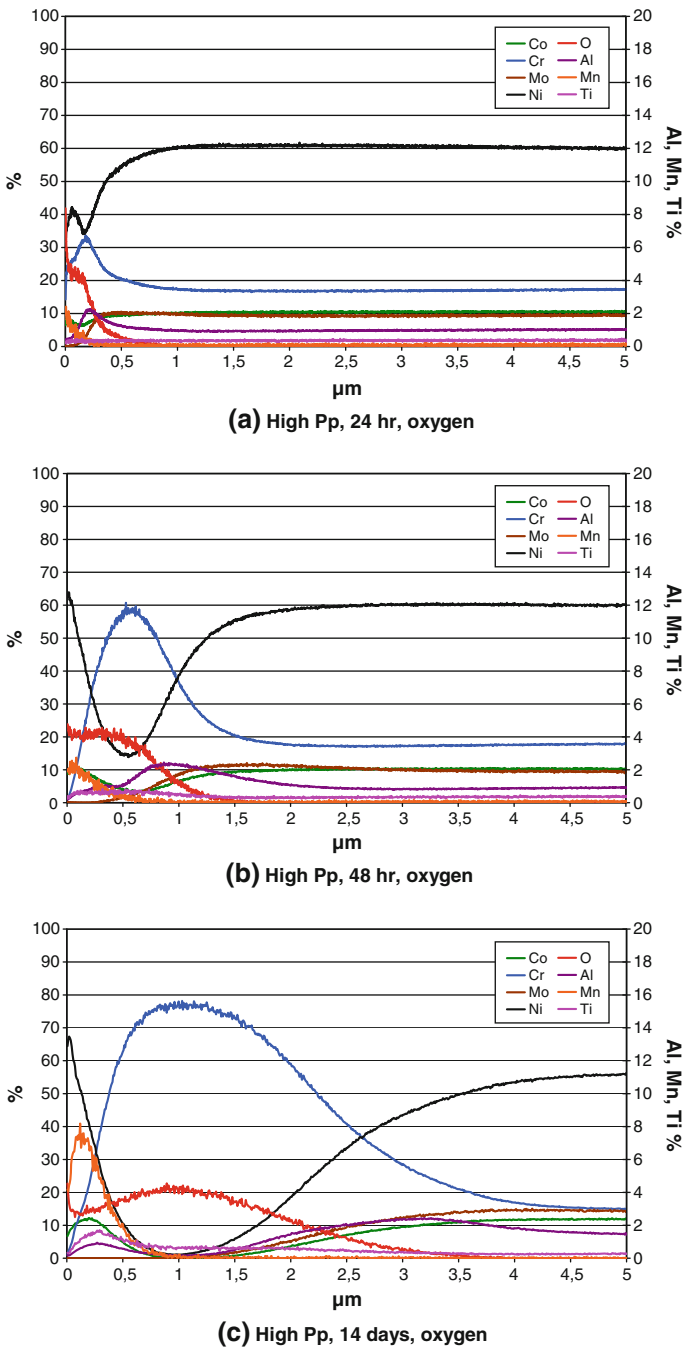 100 90 80 70 60 50 40 30 20 10 0
%
20 18 16 14 12 10 8 6 4 2 0
Al, Mn, Ti %
Co O
Cr Al
Mo Mn
Ni Ti
0 0,5 1 1,5 2 2,5 3 3,5 4 4,5 5
µm
(a) High Pp, 24 hr, oxygen
100 90 80 70 60 50 40 30 20 10 0
%
20 18 16 14 12 10 8 6 4 2 0
Al, Mn, Ti %
Co O
Cr Al
Mo Mn
Ni Ti
0 0,5 1 1,5 2 2,5 3 3,5 4 4,5 5
µm
(b) High Pp, 48 hr, oxygen
100 90 80 70 60 50 40 30 20 10 0
%
20 18 16 14 12 10 8 6 4 2 0
Al, Mn, Ti %
Co O
Cr Al
Mo Mn
Ni Ti
0 0,5 1 1,5 2 2,5 3 3,5 4 4,5 5
µm
(c) High Pp, 14 days, oxygen